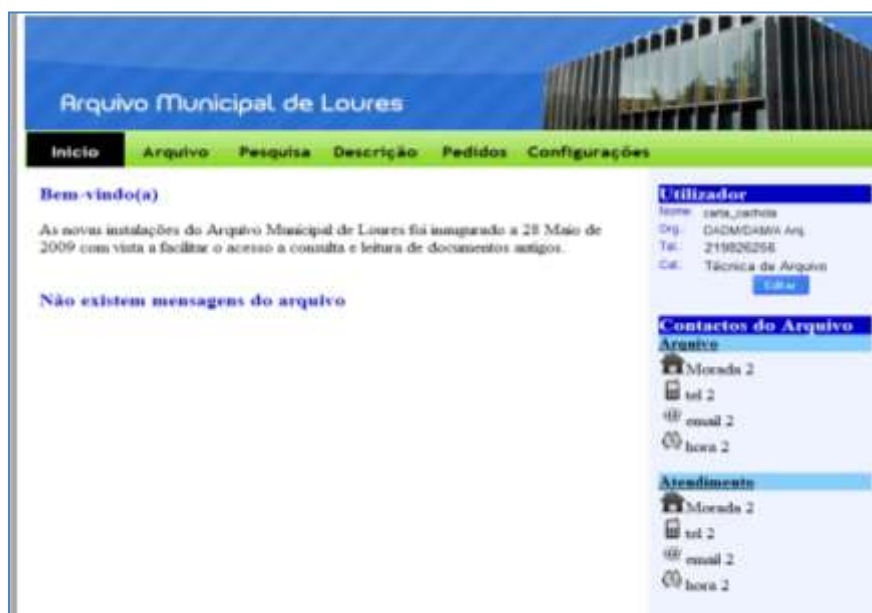 Arquivo Municipal de Loures
Início Arquivo Pesquisa Descrição Pedidos Configurações
Bem-vindo(a)
As novas instalações do Arquivo Municipal de Loures foi inaugurado a 28 Maio de
2009 com vista a facilitar o acesso a consulta e leitura de documentos antigos.
Não existem mensagens do arquivo
Utilizador
Nome:
Org.: Arq.
Tel.: 219826256
Cat.: Técnica de Arquivo
Editar
Contactos do Arquivo
Arquivo
Morada 2
tel 2
email 2
hora 2
Atendimento
Morada 2
tel 2
email 2
hora 2